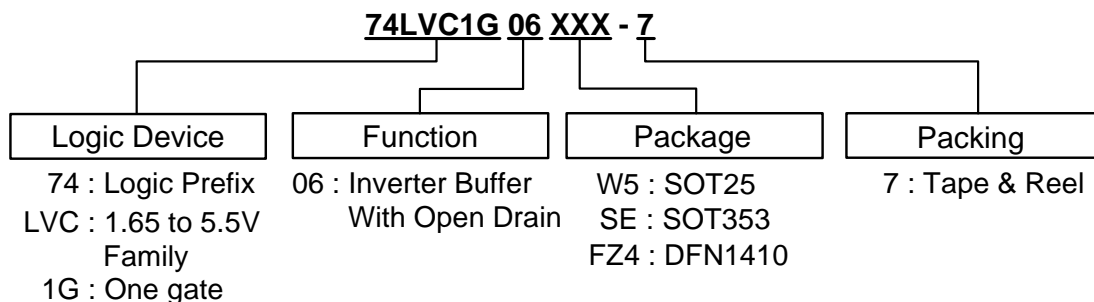 74LVC1G 06 XXX - 7
Logic Device
74 : Logic Prefix
LVC : 1.65 to 5.5V
Family
1G : One gate
Function
06 : Inverter Buffer
With Open Drain
Package
W5 : SOT25
SE : SOT353
FZ4 : DFN1410
Packing
7 : Tape & Reel